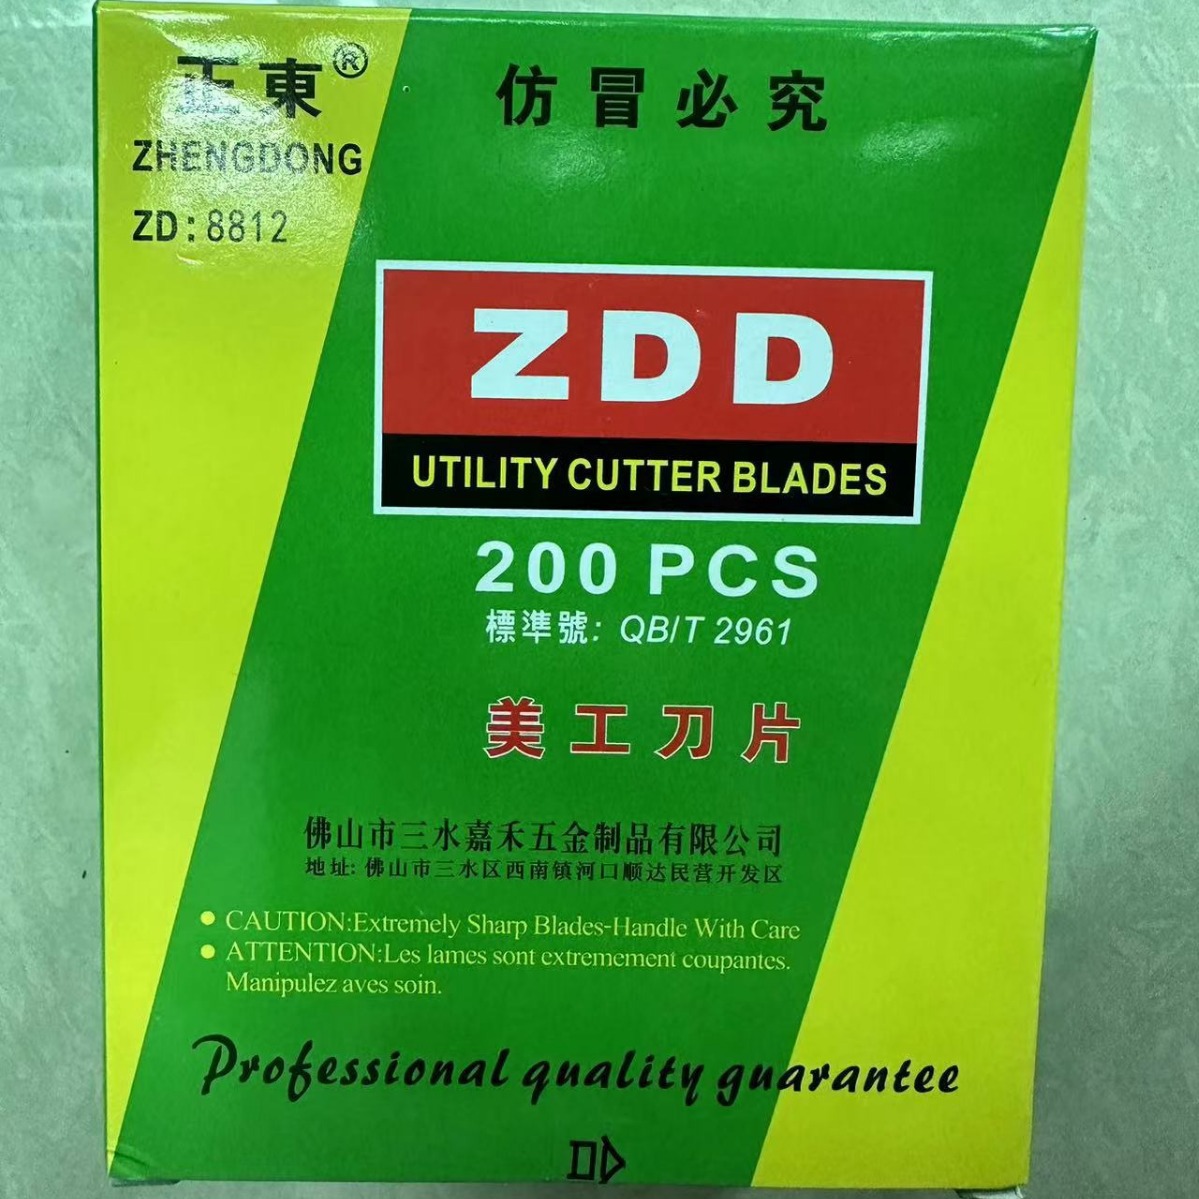 正東®
ZHENGDONG
ZD:8812
仿冒必究
ZDD
UTILITY CUTTER BLADES
200 PCS
標準號: QB/T 2961
美工刀片
佛山市三水嘉禾五金制品有限公司
地址: 佛山市三水区西南镇河口顺达民营开发区
● CAUTION:Extremely Sharp Blades-Handle With Care
● ATTENTION:Les lames sont extremement coupantes.
Manipulez aves soin.
Professional quality guarantee